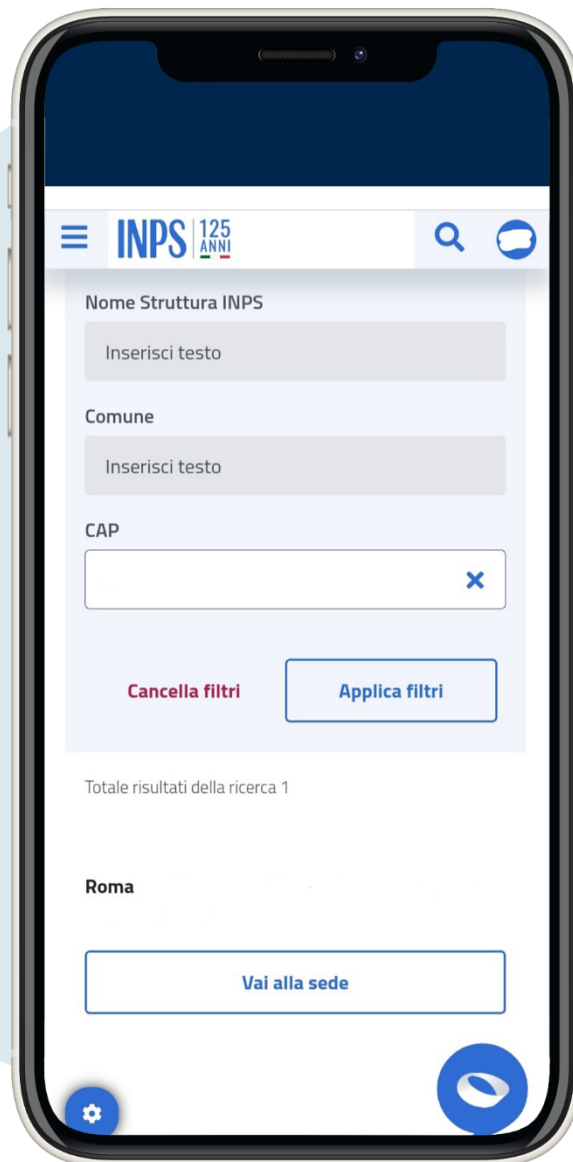 INPS 125
ANNI
Nome Struttura INPS
Inserisci testo
Comune
Inserisci testo
CAP
Cancella filtri Applica filtri
Totale risultati della ricerca 1
Roma
Vai alla sede